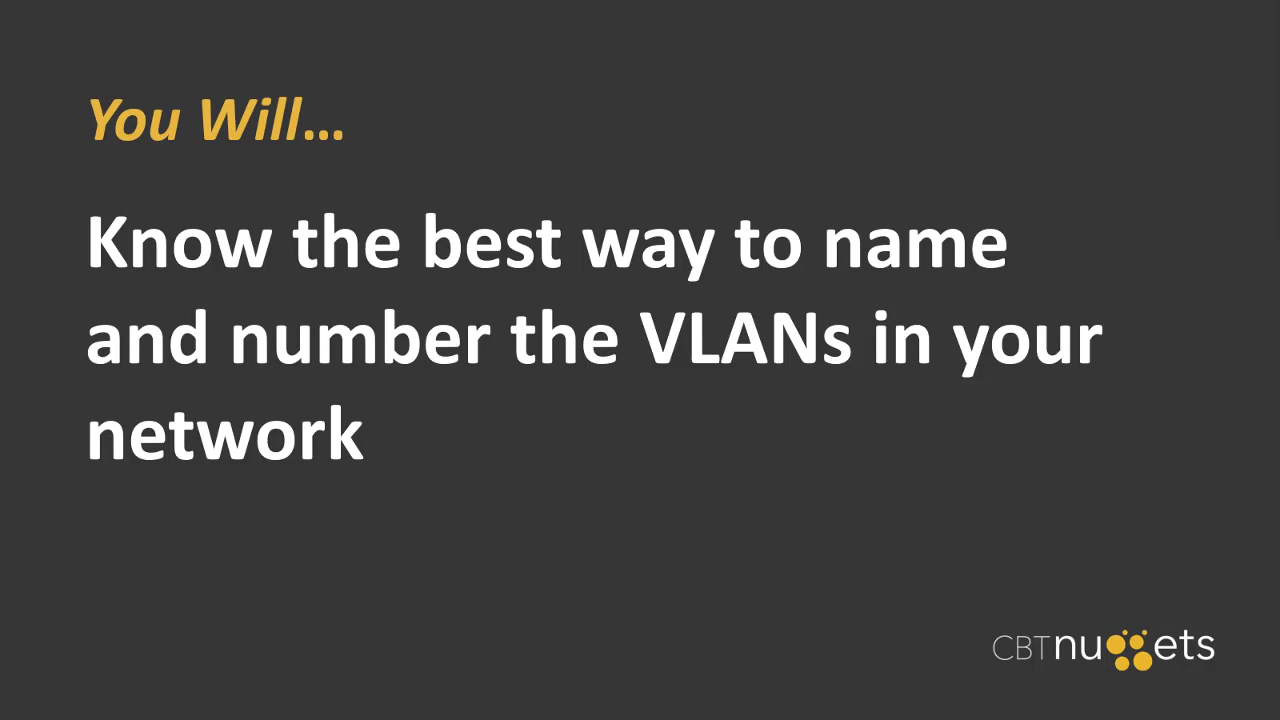 You Will...
Know the best way to name
and number the VLANs in your
network
CBTnuggets